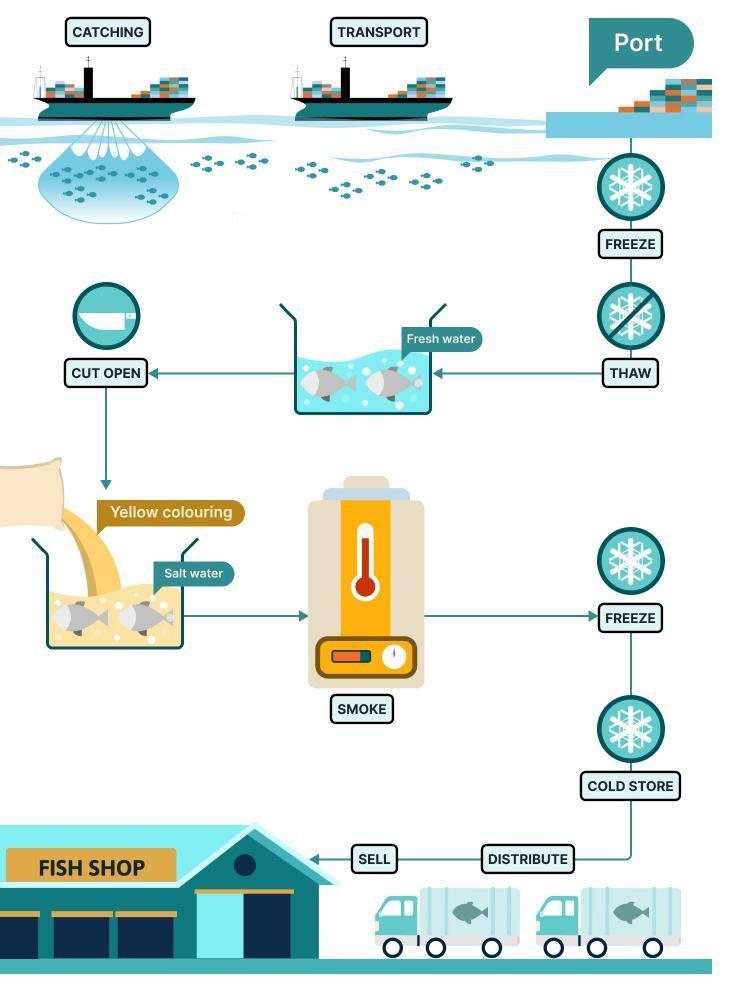 CATCHING
TRANSPORT
Port
FREEZE
Fresh water
CUT OPEN
THAW
Yellow colouring
Salt water
FREEZE
SMOKE
COLD STORE
SELL
DISTRIBUTE
FISH SHOP